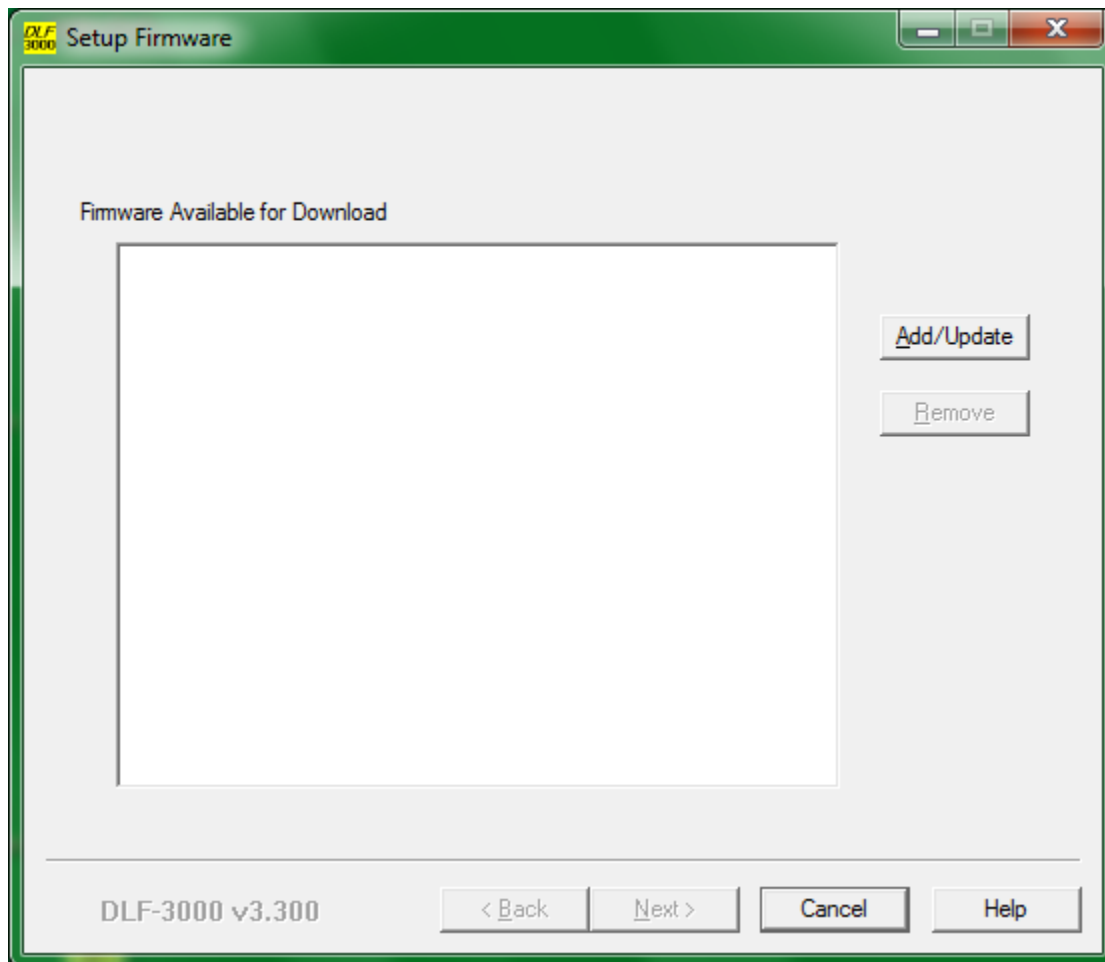 DLF
3000
Setup Firmware
Firmware Available for Download
Add/Update
Remove
DLF-3000 v3.300
< Back
Next >
Cancel
Help